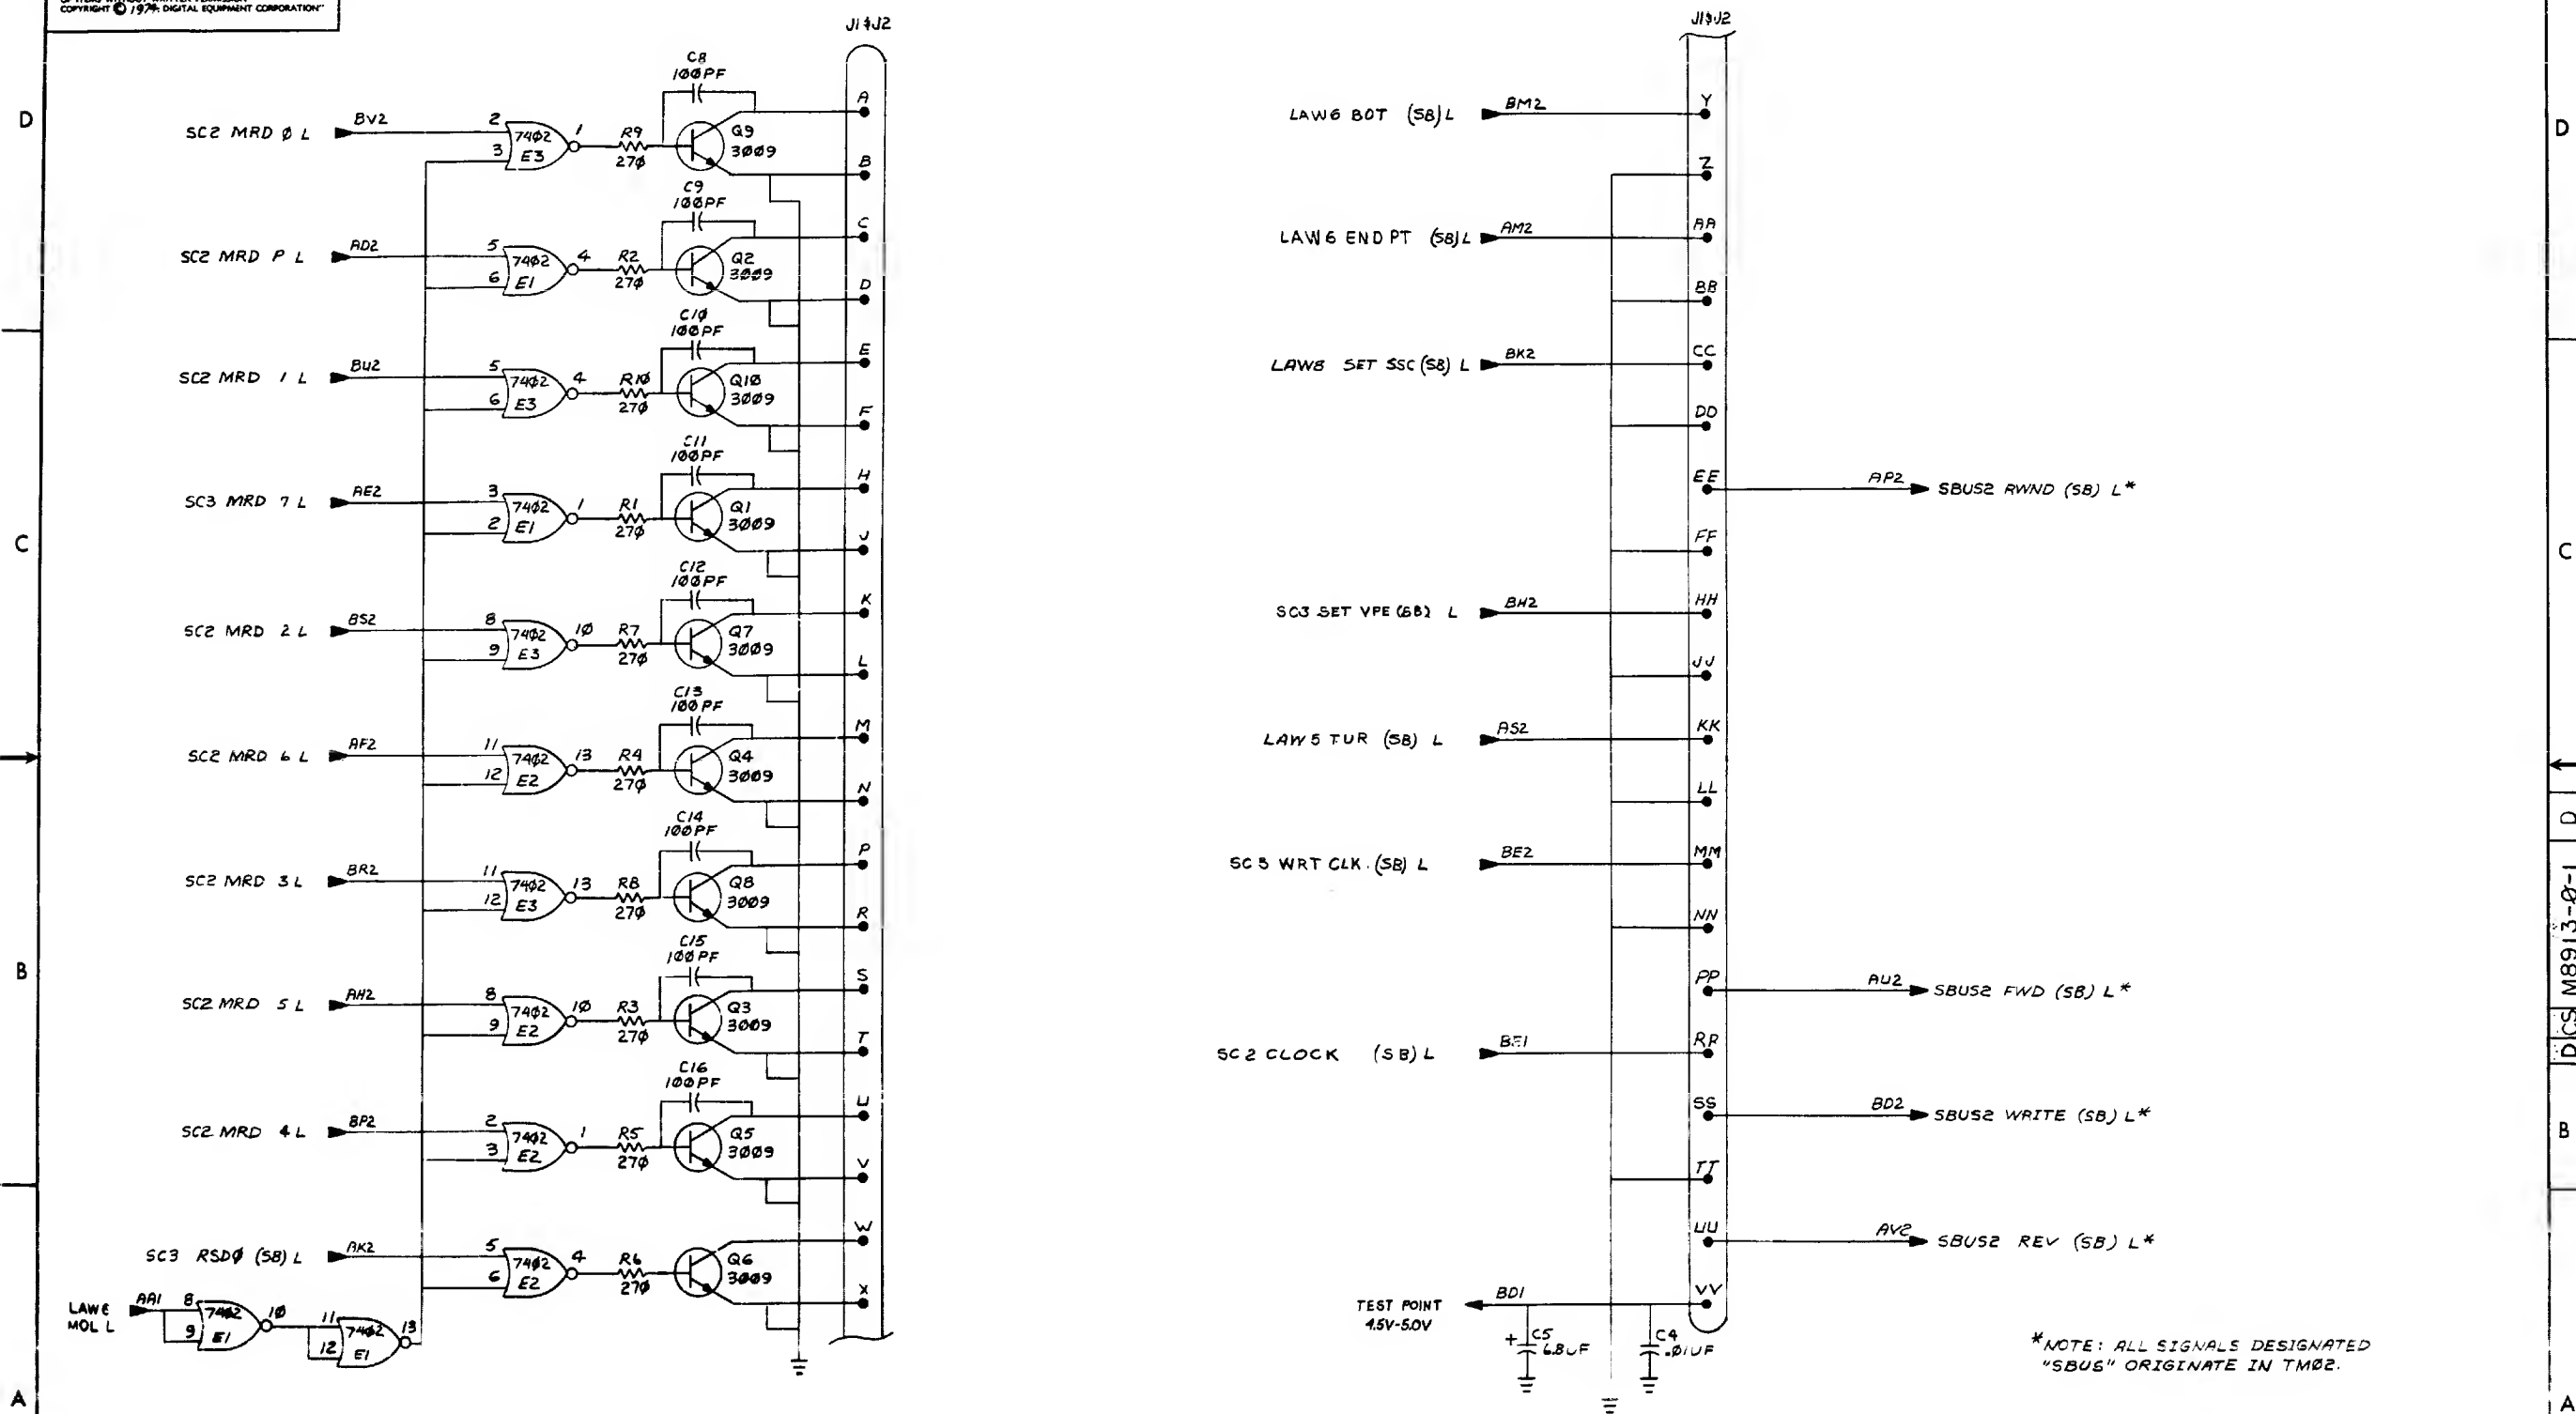 COPYRIGHT © 197 DIGITAL EQUIPMENT CORPORATION"
J1&J2
C8
100PF
A
SC2 MRD 0 L BV2 2 3 7402 E3 1 R9 270 Q9 3009
B
C9
100PF
C
SC2 MRD P L AD2 5 6 7402 E1 4 R2 270 Q2 3009
D
C10
100PF
E
SC2 MRD 1 L BU2 5 6 7402 E3 4 R10 270 Q10 3009
F
C11
100PF
H
SC3 MRD 7 L AE2 3 2 7402 E1 1 R1 270 Q1 3009
J
C12
100PF
K
SC2 MRD 2 L BS2 8 9 7402 E3 10 R7 270 Q7 3009
L
C13
100PF
M
SC2 MRD 6 L AF2 11 12 7402 E2 13 R4 270 Q4 3009
N
C14
100PF
P
SC2 MRD 3 L BR2 11 12 7402 E3 13 R8 270 Q8 3009
R
C15
100PF
S
SC2 MRD 5 L AH2 8 9 7402 E2 10 R3 270 Q3 3009
T
C16
100PF
U
SC2 MRD 4 L BP2 2 3 7402 E2 1 R5 270 Q5 3009
V
W
SC3 RSD0 (SB) L AK2 5 6 7402 E2 4 R6 270 Q6 3009
X
MOL L AA1 8 9 7402 E1 10 11 12 7402 E1 13
J1&J2
LAW6 BOT (SB) L BM2 Y
Z
LAW6 END PT (SB) L AM2 AA
BB
LAW8 SET SSC (SB) L BK2 CC
DD
EE AP2 SBUS2 RWND (SB) L*
FF
SC3 SET VPE (SB) L BH2 HH
JJ
LAW5 TUR (SB) L AS2 KK
LL
SC3 WRT CLK. (SB) L BE2 MM
NN
PP AU2 SBUS2 FWD (SB) L*
SC2 CLOCK (SB) L BE1 RR
SS BD2 SBUS2 WRITE (SB) L*
TT
UU AV2 SBUS2 REV (SB) L*
VV
TEST POINT BD1
4.5V-5.0V
C5
+ 6.8UF
C4
.01UF
*NOTE: ALL SIGNALS DESIGNATED
"SBUS" ORIGINATE IN TM02.
D
C
B
A
D
C
B
A
D CS M8913-0-1 D